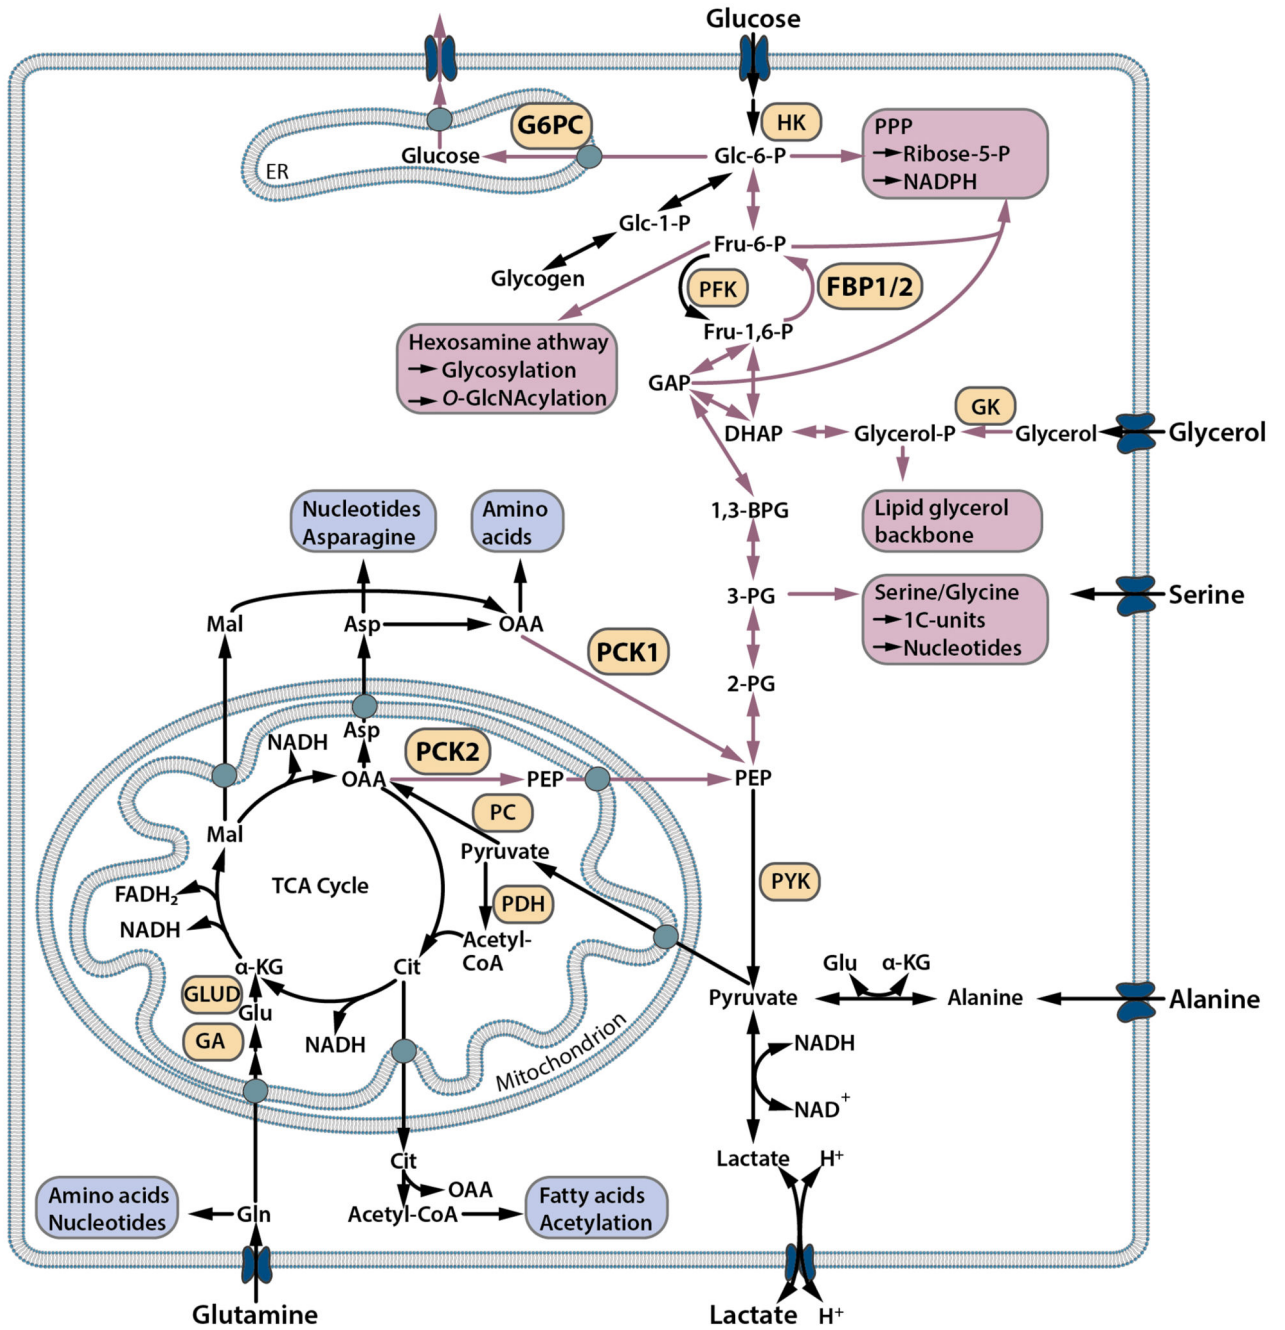 Glucose
G6PC
HK
PPP
Ribose-5-P
NADPH
ER
Glucose
Glc-6-P
Glc-1-P
Glycogen
Fru-6-P
PFK
FBP1/2
Fru-1,6-P
Hexosamine athway
Glycosylation
O-GlcNAcylation
GAP
DHAP
GK
Glycerol-P
Glycerol
Glycerol
1,3-BPG
Lipid glycerol
backbone
Nucleotides
Asparagine
Amino
acids
3-PG
Serine/Glycine
1C-units
Nucleotides
Serine
Mal
Asp
OAA
PCK1
2-PG
Asp
NADH
OAA
PCK2
PEP
PEP
PC
Mal
Pyruvate
TCA Cycle
PYK
FADH₂
PDH
NADH
Acetyl-
CoA
α-KG
Cit
GLUD
Glu
GA
NADH
Mitochondrion
Glu
α-KG
Pyruvate
Alanine
Alanine
NADH
NAD⁺
Lactate
H⁺
Cit
OAA
Acetyl-CoA
Fatty acids
Acetylation
Amino acids
Nucleotides
Gln
Glutamine
Lactate
H⁺